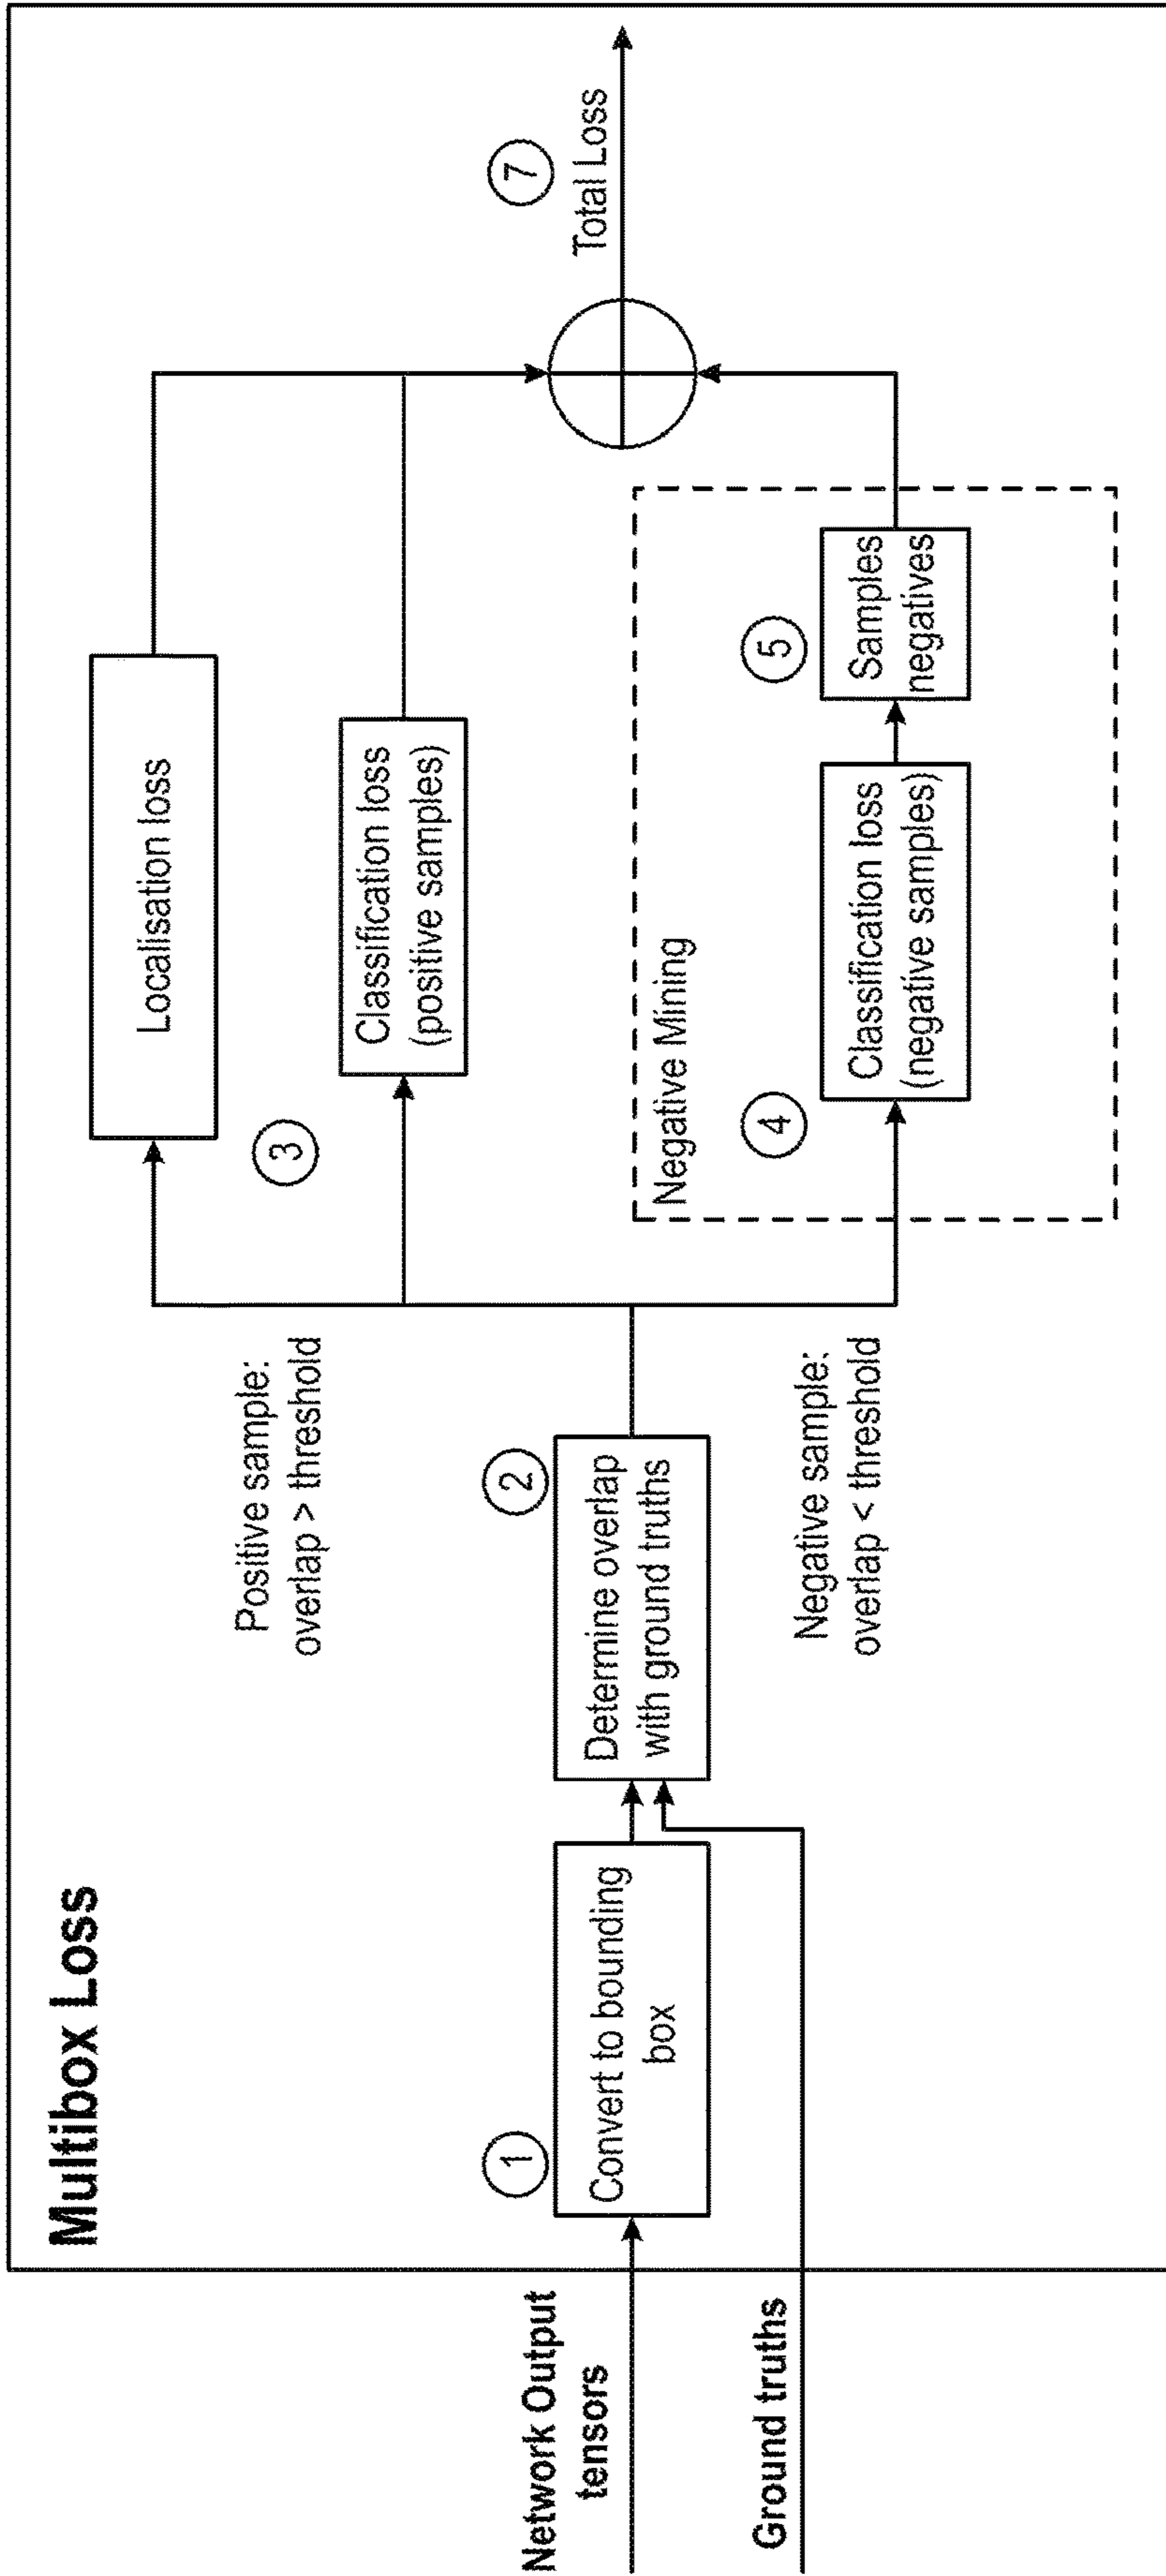 Multibox Loss
Network Output
tensors
Ground truths
1
Convert to bounding
box
2
Determine overlap
with ground truths
Positive sample:
overlap > threshold
Negative sample:
overlap < threshold
3
Localisation loss
Classification loss
(positive samples)
Negative Mining
4
Classification loss
(negative samples)
5
Samples
negatives
7
Total Loss